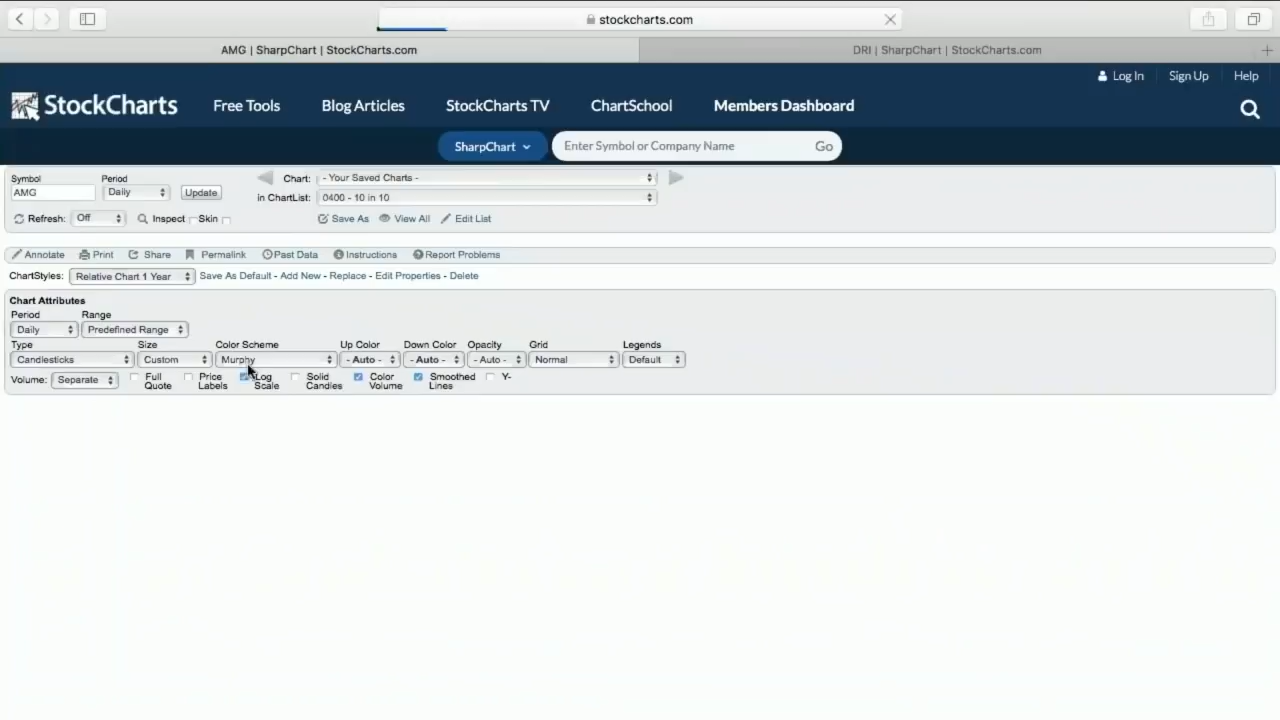 stockcharts.com
AMG | SharpChart | StockCharts.com
DRI | SharpChart | StockCharts.com
Log In
Sign Up
Help
StockCharts
Free Tools
Blog Articles
StockCharts TV
ChartSchool
Members Dashboard
SharpChart
Enter Symbol or Company Name
Go
Symbol
Period
AMG
Daily
Update
Chart:
- Your Saved Charts -
in ChartList:
0400 - 10 in 10
Refresh:
Off
Inspect
Skin
Save As
View All
Edit List
Annotate
Print
Share
Permalink
Past Data
Instructions
Report Problems
ChartStyles:
Relative Chart 1 Year
Save As Default - Add New - Replace - Edit Properties - Delete
Chart Attributes
Period
Range
Daily
Predefined Range
Type
Size
Color Scheme
Up Color
Down Color
Opacity
Grid
Legends
Candlesticks
Custom
Murphy
- Auto -
- Auto -
- Auto -
Normal
Default
Volume:
Separate
Full
Quote
Price
Labels
Log
Scale
Solid
Candles
Color
Volume
Smoothed
Lines
Y-